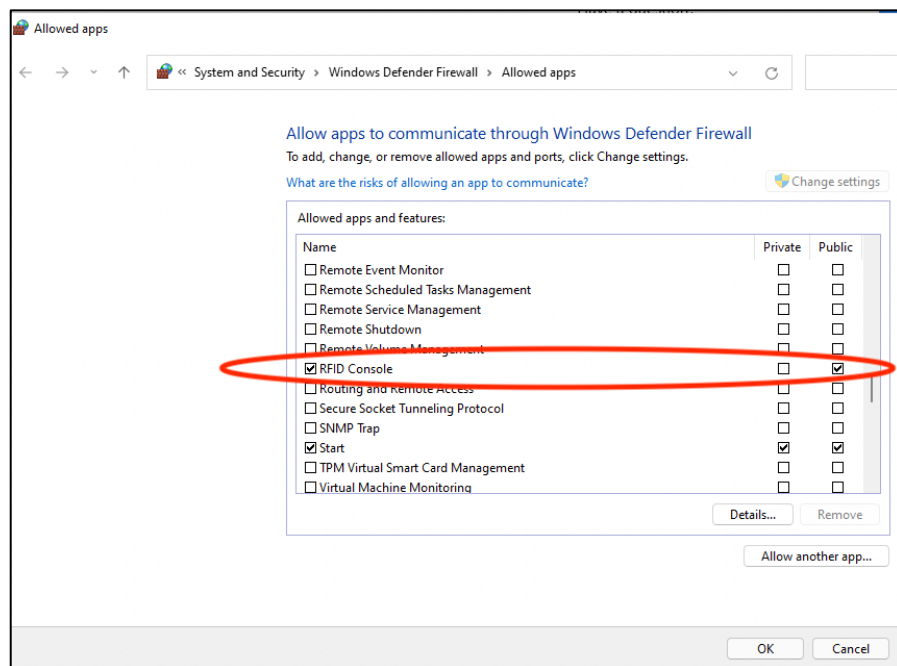 Allowed apps
« System and Security › Windows Defender Firewall › Allowed apps
Allow apps to communicate through Windows Defender Firewall
To add, change, or remove allowed apps and ports, click Change settings.
What are the risks of allowing an app to communicate?
Change settings
Allowed apps and features:
Name Private Public
Remote Event Monitor
Remote Scheduled Tasks Management
Remote Service Management
Remote Shutdown
Remote Volume Management
RFID Console
Routing and Remote Access
Secure Socket Tunneling Protocol
SNMP Trap
Start
TPM Virtual Smart Card Management
Virtual Machine Monitoring
Details... Remove
Allow another app...
OK Cancel